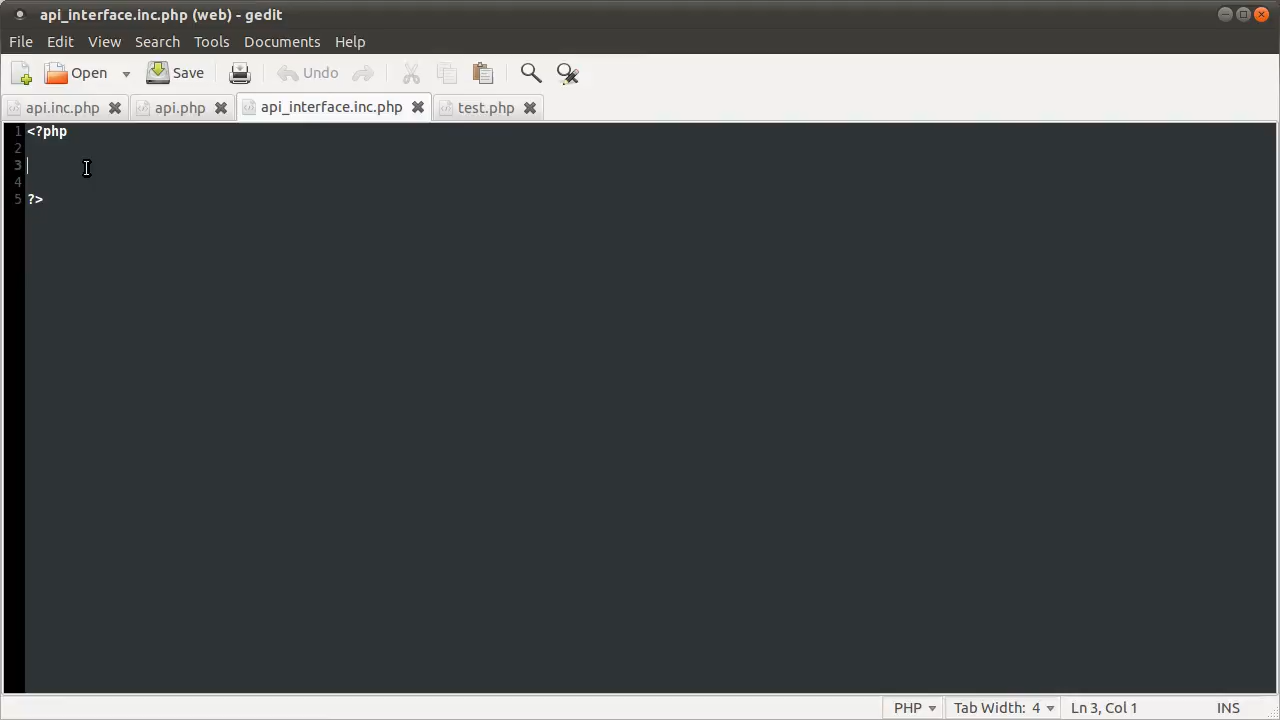 api_interface.inc.php (web) - gedit
File Edit View Search Tools Documents Help
Open Save Undo
api.inc.php api.php api_interface.inc.php test.php
1 <?php
2
3
4
5 ?>
PHP Tab Width: 4 Ln 3, Col 1 INS